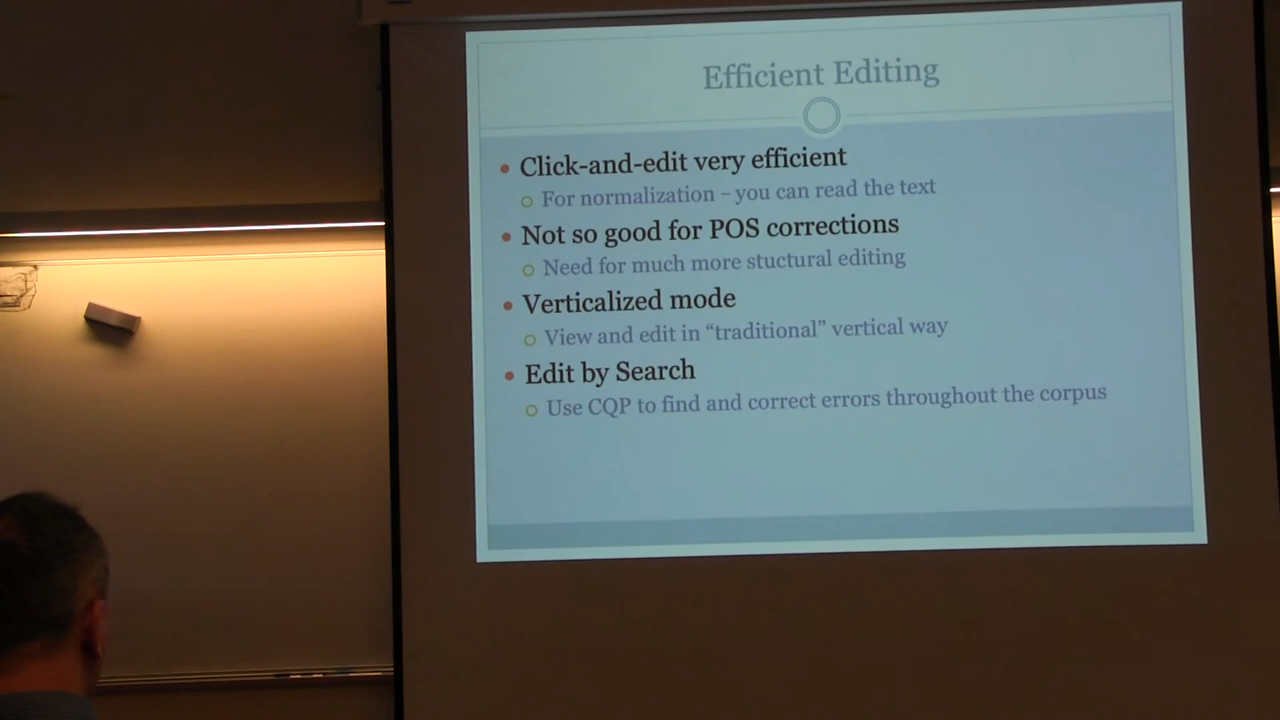 Efficient Editing
• Click-and-edit very efficient
○ For normalization – you can read the text
• Not so good for POS corrections
○ Need for much more stuctural editing
• Verticalized mode
○ View and edit in “traditional” vertical way
• Edit by Search
○ Use CQP to find and correct errors throughout the corpus